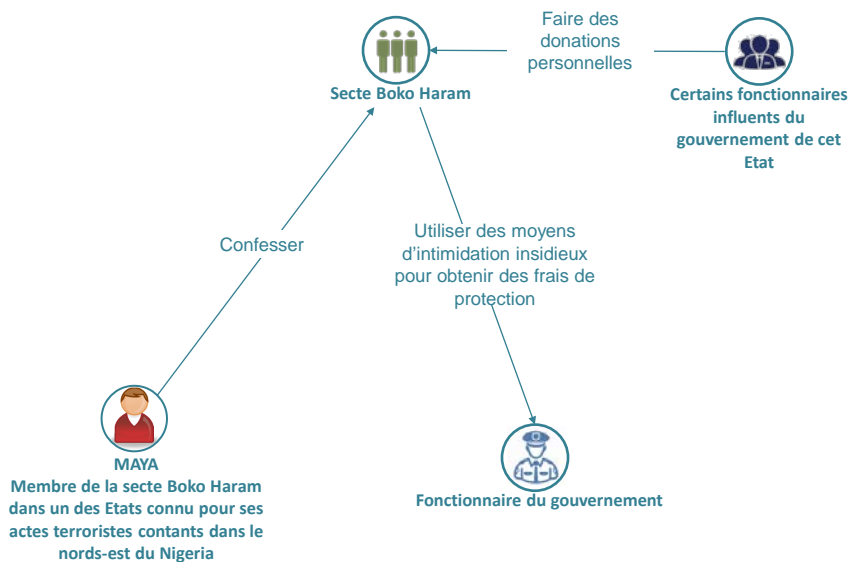 Faire des
donations
personnelles
Secte Boko Haram
Certains fonctionnaires
influents du
gouvernement de cet
Etat
Utiliser des moyens
d'intimidation insidieux
pour obtenir des frais de
protection
Confesser
MAYA
Membre de la secte Boko Haram
dans un des Etats connu pour ses
actes terroristes contants dans le
nords-est du Nigeria
Fonctionnaire du gouvernement